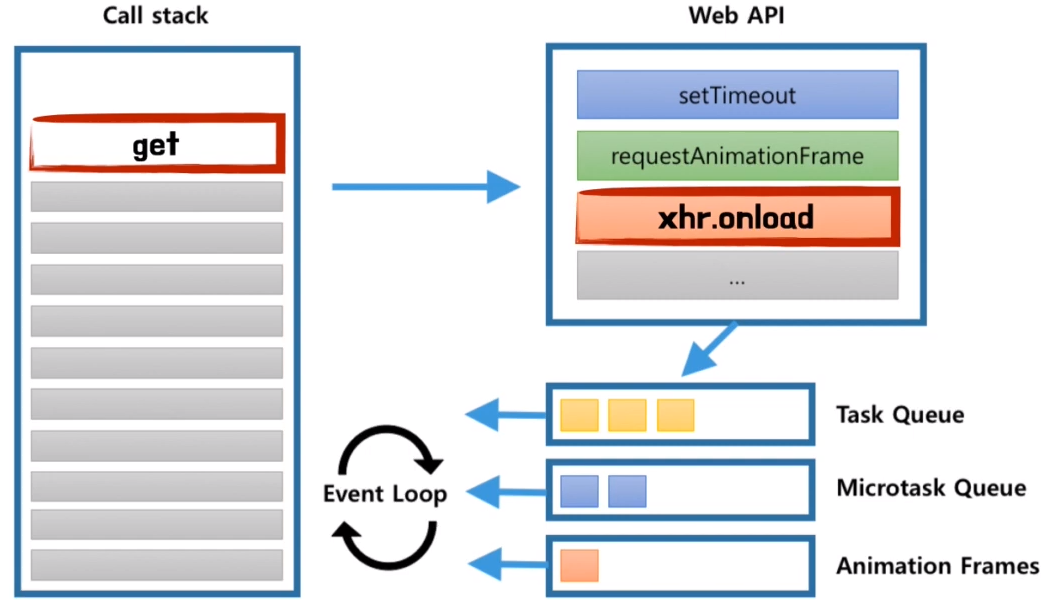 Call stack
Web API
get
setTimeout
requestAnimationFrame
xhr.onload
...
Task Queue
Microtask Queue
Animation Frames
Event Loop